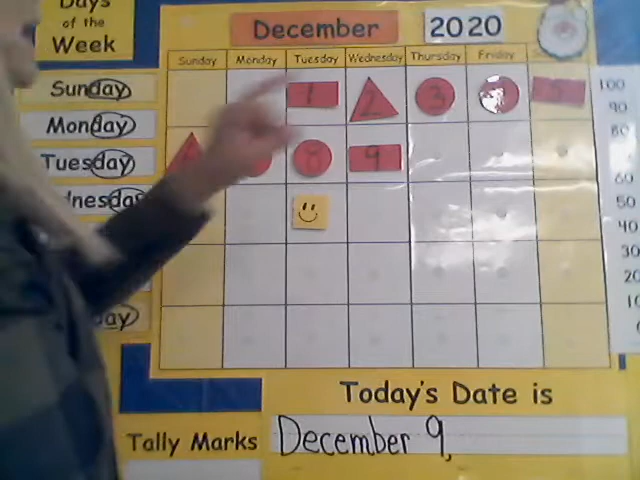 Days
of the
Week
December 2020
Sunday Monday Tuesday Wednesday Thursday Friday
Sunday
Monday
Tuesday
nesday
ay
1 2 3 5
8 9
100
90
80
60
50
40
30
20
10
Today's Date is
Tally Marks December 9,